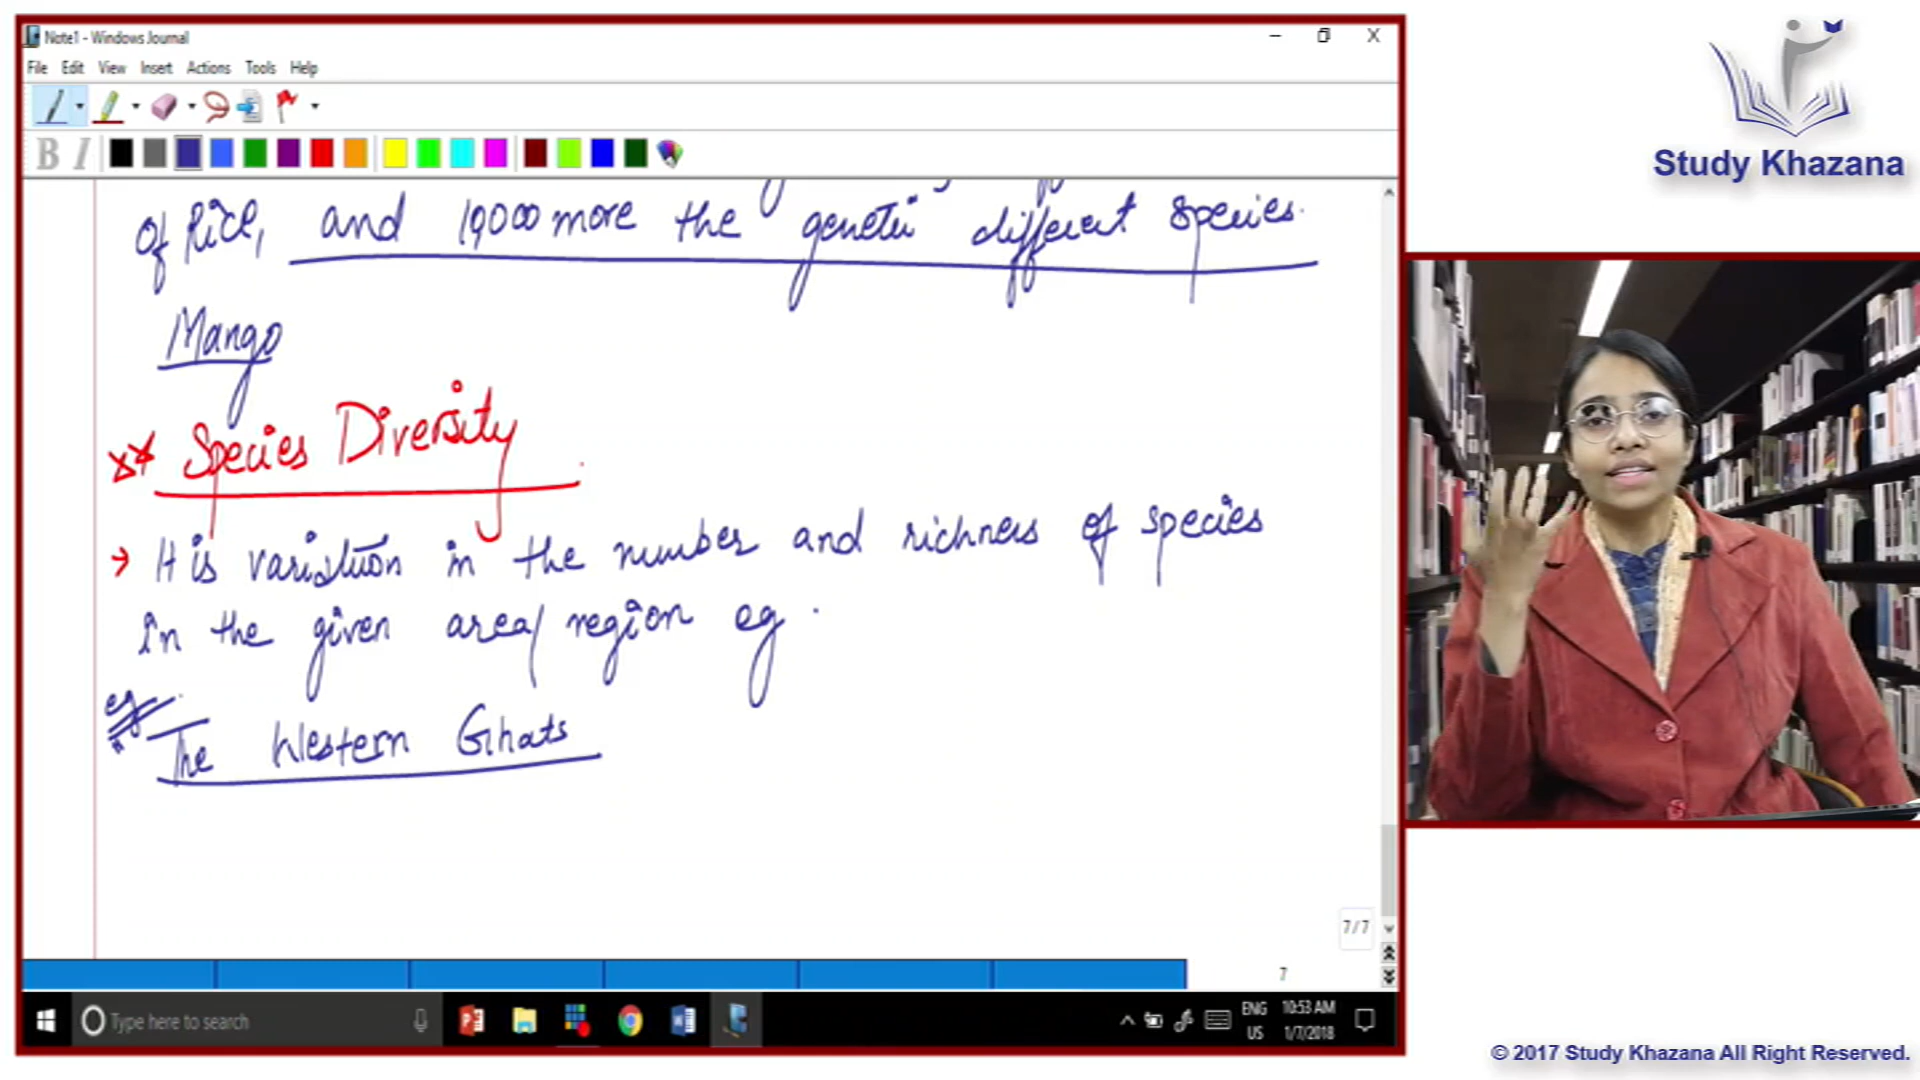 Note1 - Windows Journal
File Edit View Insert Actions Tools Help
B I
Study Khazana
of Rice, and 10,000 more the genetic different species.
Mango
Species Diversity
→ It is variation in the number and richness of species
in the given area/ region eg
eg
The Western Ghats
7/7
7
Type here to search
ENG
US
10:53 AM
1/7/2018
© 2017 Study Khazana All Right Reserved.